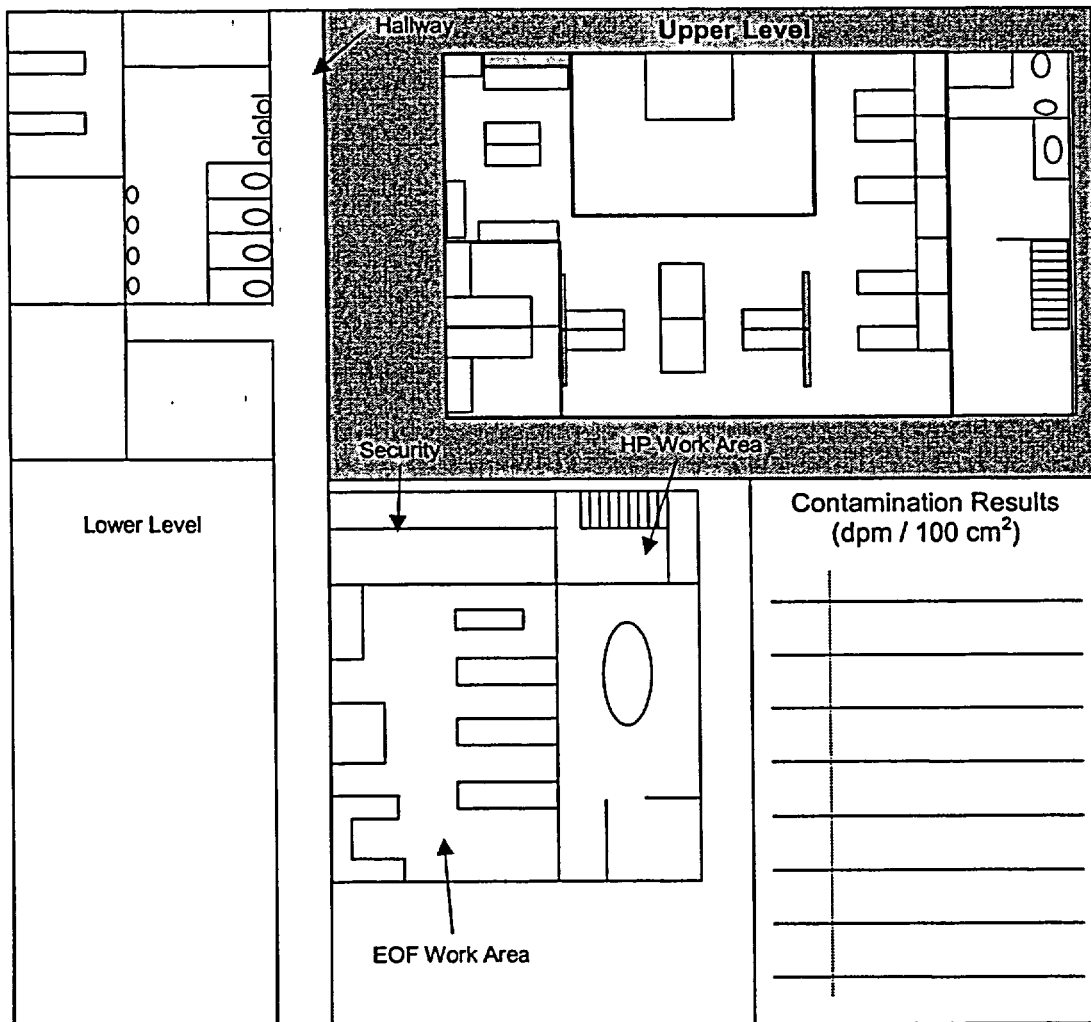 Hallway
Upper Level
Security
HP Work Area
Lower Level
Contamination Results
(dpm / 100 cm²)
EOF Work Area